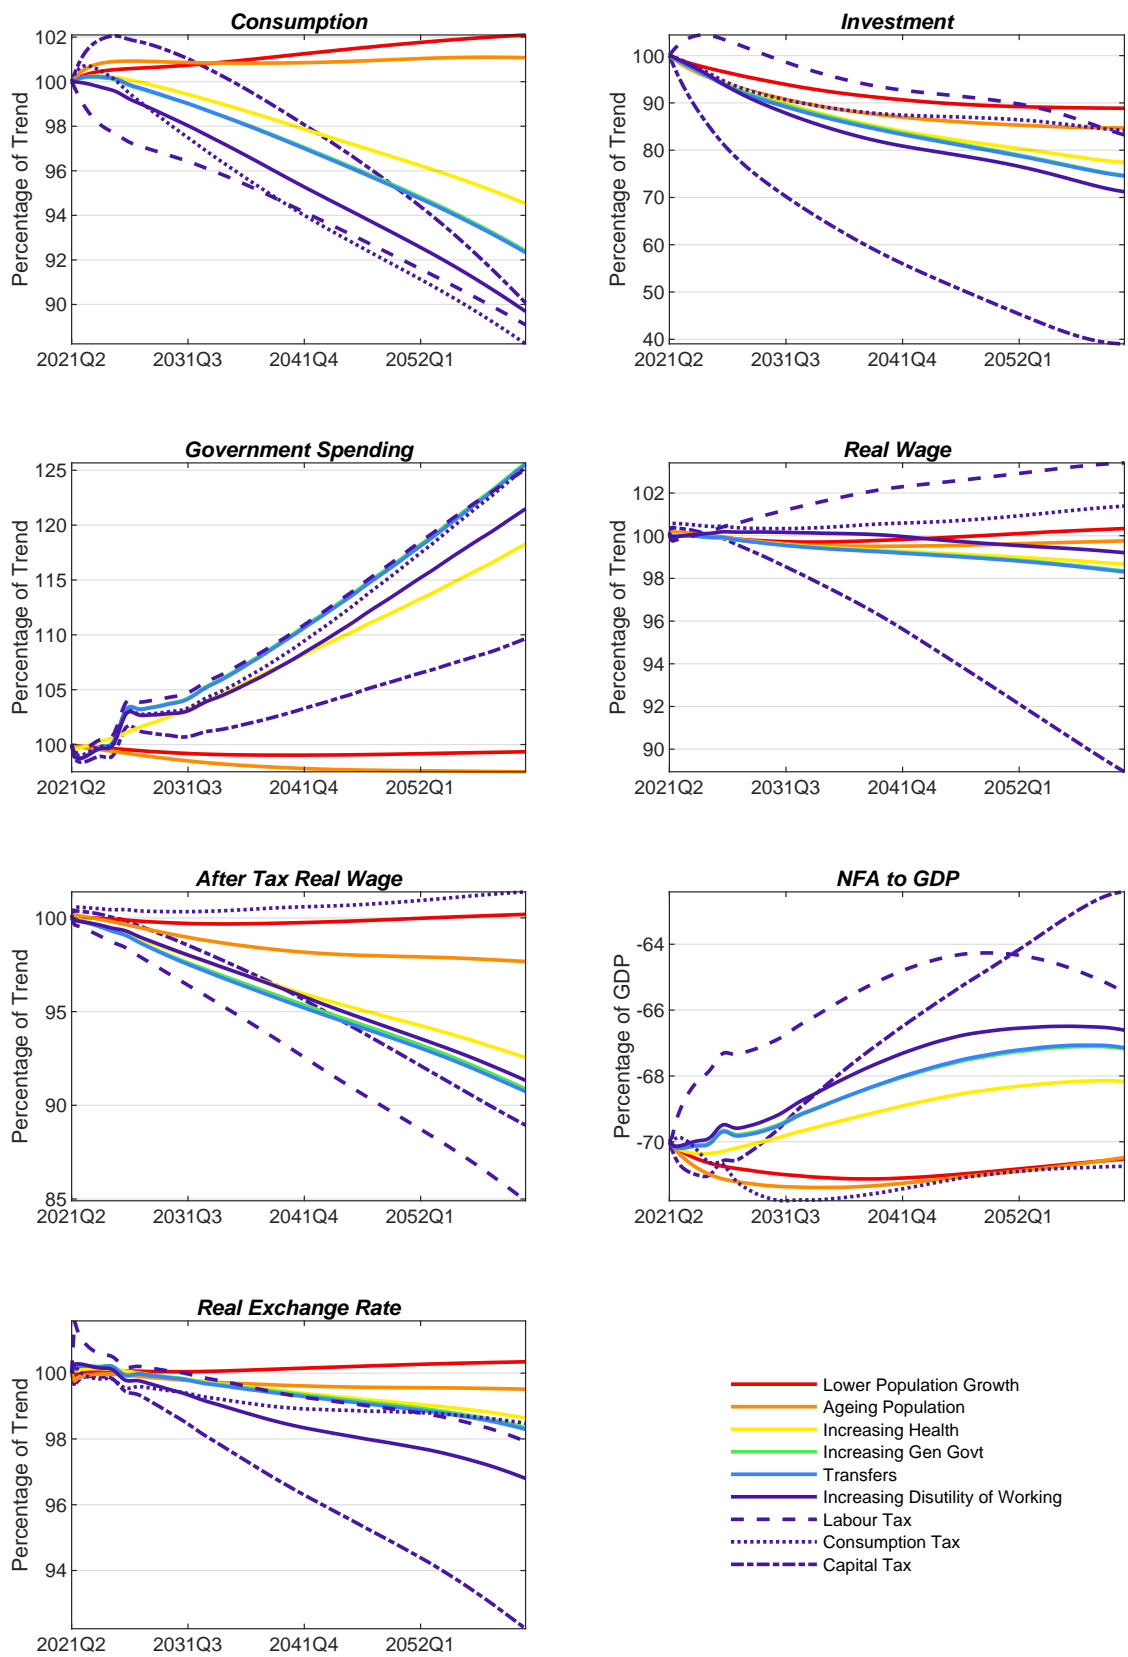 Consumption
Percentage of Trend
102
100
98
96
94
92
90
2021Q2 2031Q3 2041Q4 2052Q1
Investment
Percentage of Trend
100
90
80
70
60
50
40
2021Q2 2031Q3 2041Q4 2052Q1
Government Spending
Percentage of Trend
125
120
115
110
105
100
2021Q2 2031Q3 2041Q4 2052Q1
Real Wage
Percentage of Trend
102
100
98
96
94
92
90
2021Q2 2031Q3 2041Q4 2052Q1
After Tax Real Wage
Percentage of Trend
100
95
90
85
2021Q2 2031Q3 2041Q4 2052Q1
NFA to GDP
Percentage of GDP
-64
-66
-68
-70
2021Q2 2031Q3 2041Q4 2052Q1
Real Exchange Rate
Percentage of Trend
100
98
96
94
2021Q2 2031Q3 2041Q4 2052Q1
Lower Population Growth
Ageing Population
Increasing Health
Increasing Gen Govt
Transfers
Increasing Disutility of Working
Labour Tax
Consumption Tax
Capital Tax